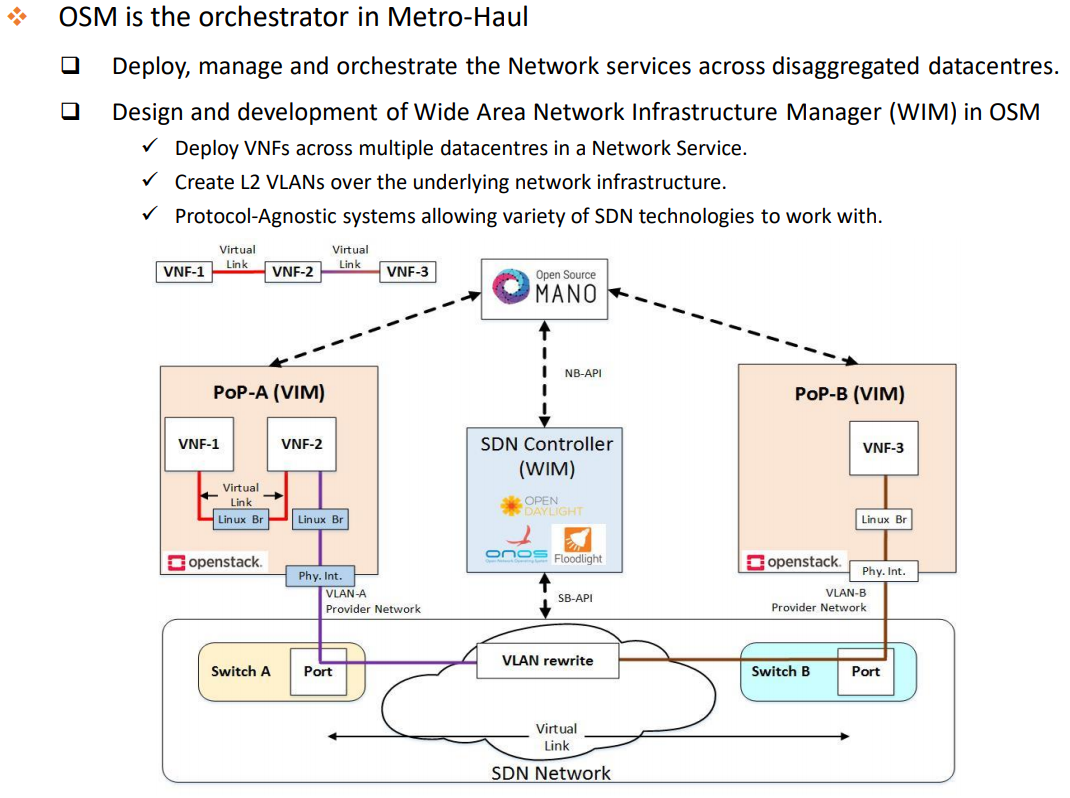 OSM is the orchestrator in Metro-Haul
Deploy, manage and orchestrate the Network services across disaggregated datacentres.
Design and development of Wide Area Network Infrastructure Manager (WIM) in OSM
Deploy VNFs across multiple datacentres in a Network Service.
Create L2 VLANs over the underlying network infrastructure.
Protocol-Agnostic systems allowing variety of SDN technologies to work with.
VNF-1
Virtual
Link
VNF-2
Virtual
Link
VNF-3
Open Source
MANO
NB-API
PoP-A (VIM)
VNF-1
VNF-2
Virtual
Link
Linux Br
Linux Br
openstack.
Phy. Int.
VLAN-A
Provider Network
SDN Controller
(WIM)
OPEN
DAYLIGHT
onos
Open Network Operating System
Floodlight
SB-API
PoP-B (VIM)
VNF-3
Linux Br
openstack.
Phy. Int.
VLAN-B
Provider Network
Switch A
Port
VLAN rewrite
Switch B
Port
Virtual
Link
SDN Network